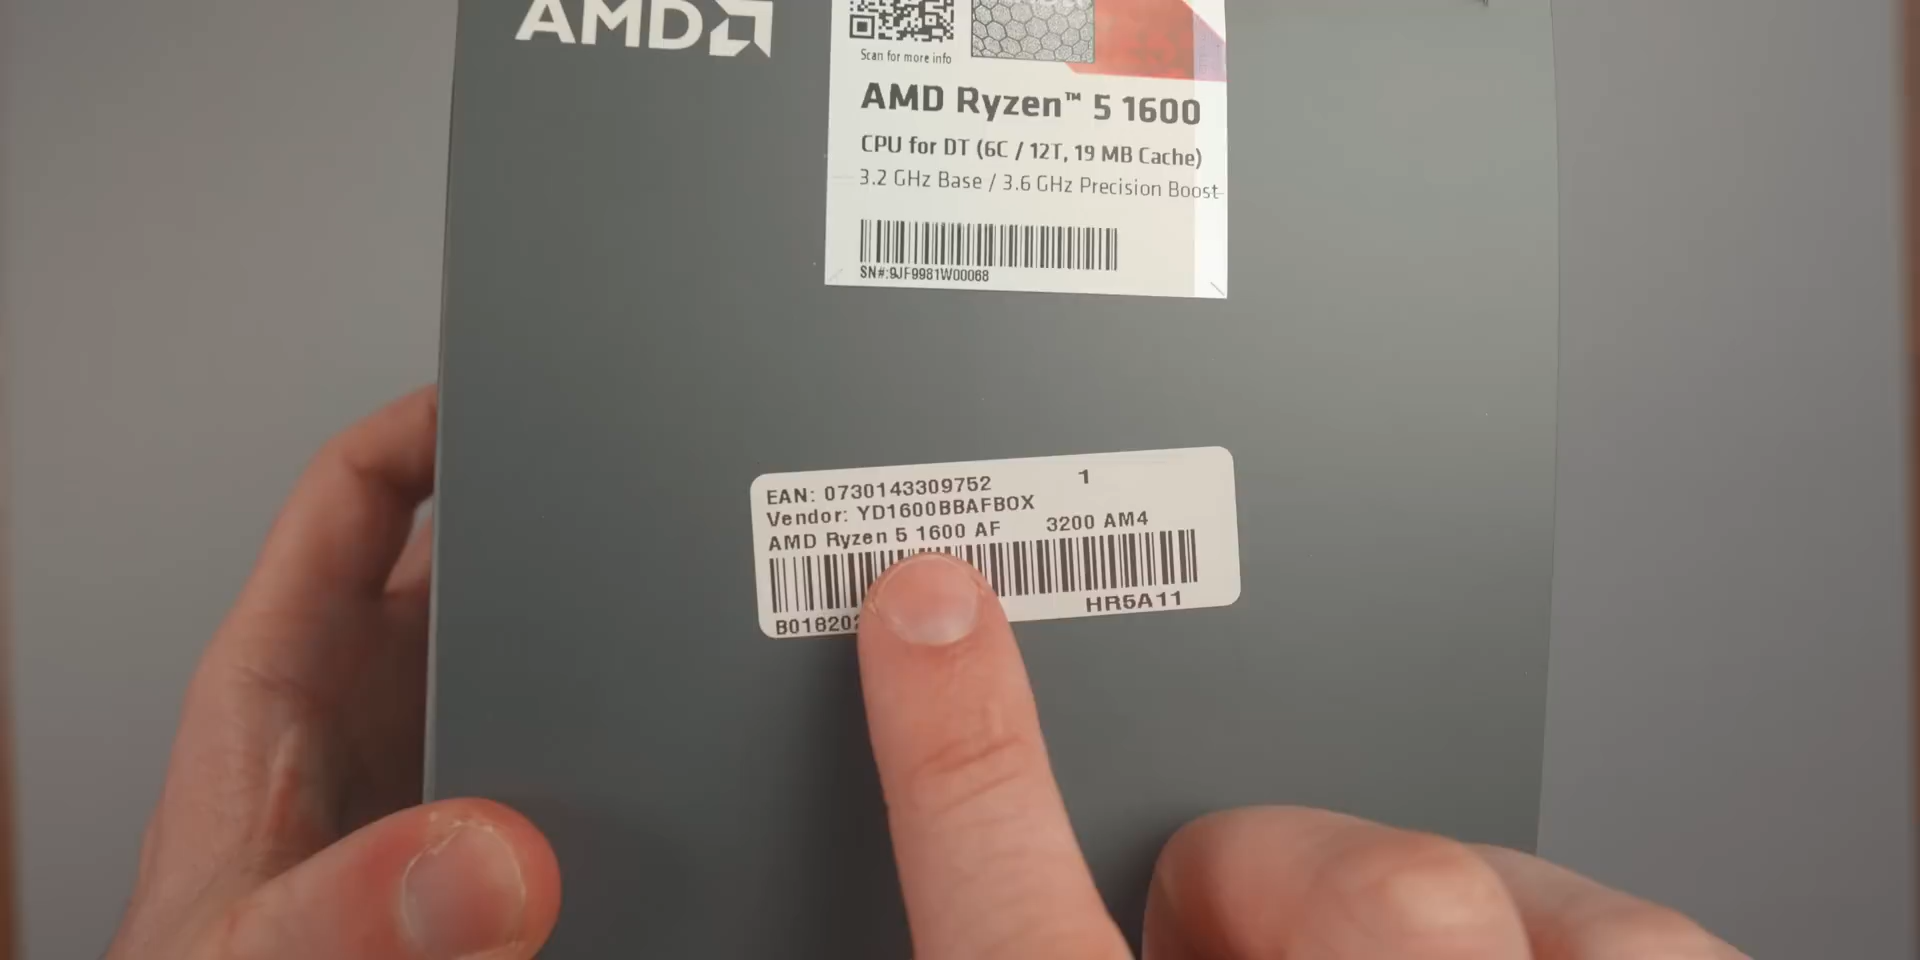 AMD
Scan for more info
AMD Ryzen™ 5 1600
CPU for DT (6C / 12T, 19 MB Cache)
3.2 GHz Base / 3.6 GHz Precision Boost
SN#:9JF9981W00068
EAN: 0730143309752 1
Vendor: YD1600BBAFBOX
AMD Ryzen 5 1600 AF 3200 AM4
HR5A11